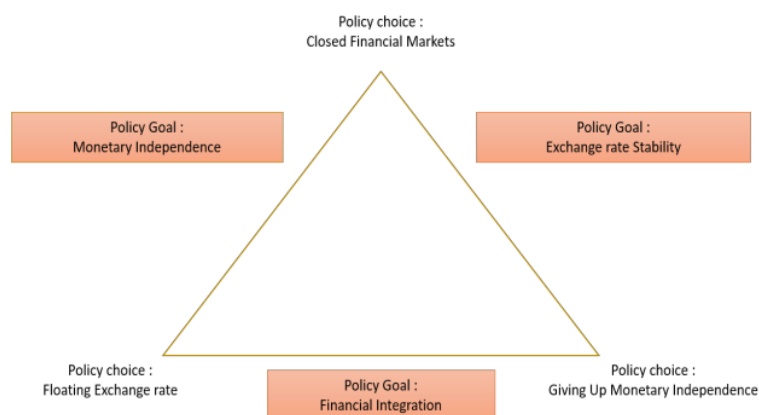 Policy choice :
Closed Financial Markets
Policy Goal :
Monetary Independence
Policy Goal :
Exchange rate Stability
Policy choice :
Floating Exchange rate
Policy Goal :
Financial Integration
Policy choice :
Giving Up Monetary Independence